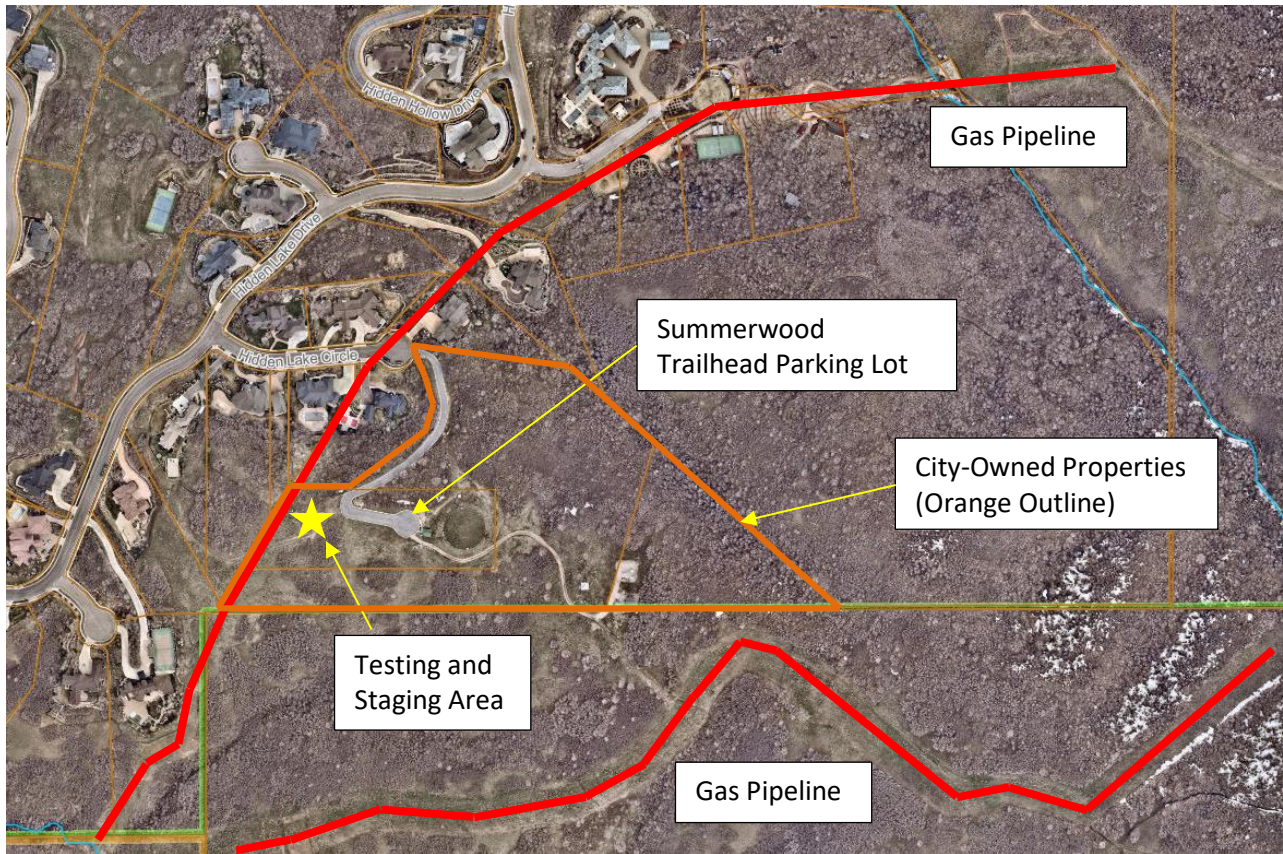 Hidden Hollow Drive
Gas Pipeline
Hidden Lake Drive
Summerwood
Trailhead Parking Lot
Hidden Lake Circle
City-Owned Properties
(Orange Outline)
Testing and
Staging Area
Gas Pipeline